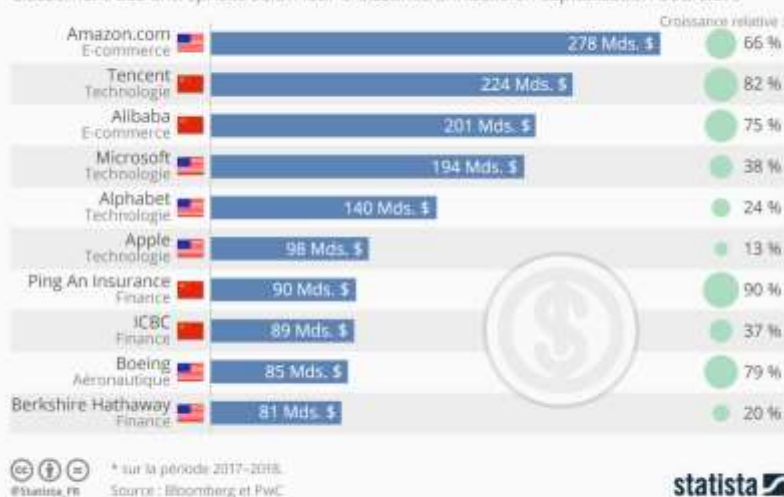 Croissance relative
Amazon.com
E-commerce
278 Mds. $
66 %
Tencent
Technologie
224 Mds. $
82 %
Alibaba
E-commerce
201 Mds. $
75 %
Microsoft
Technologie
194 Mds. $
38 %
Alphabet
Technologie
140 Mds. $
24 %
Apple
Technologie
98 Mds. $
13 %
Ping An Insurance
Finance
90 Mds. $
90 %
ICBC
Finance
89 Mds. $
37 %
Boeing
Aéronautique
85 Mds. $
79 %
Berkshire Hathaway
Finance
81 Mds. $
20 %
* sur la période 2017-2018.
@Statista_FR
Source : Bloomberg et PwC
statista